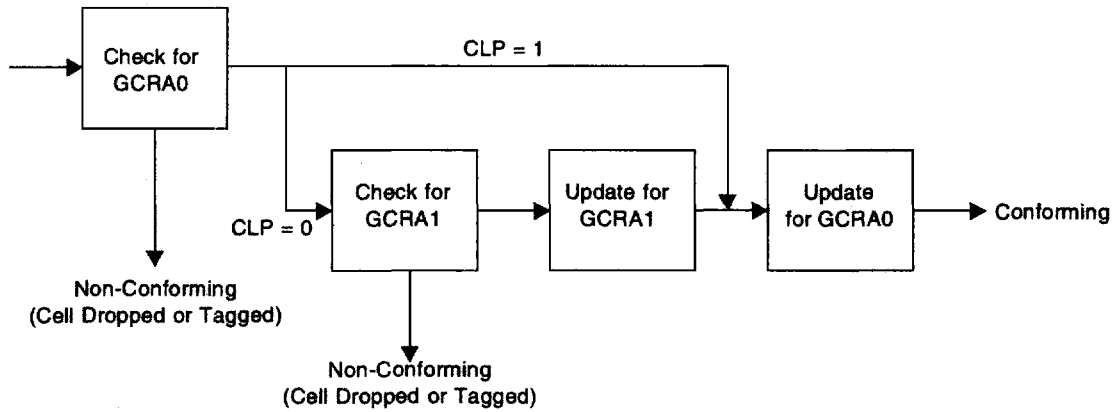 Check for
GCRA0
CLP = 1
Check for
GCRA1
Update for
GCRA1
Update
for GCRA0
Conforming
CLP = 0
Non-Conforming
(Cell Dropped or Tagged)
Non-Conforming
(Cell Dropped or Tagged)